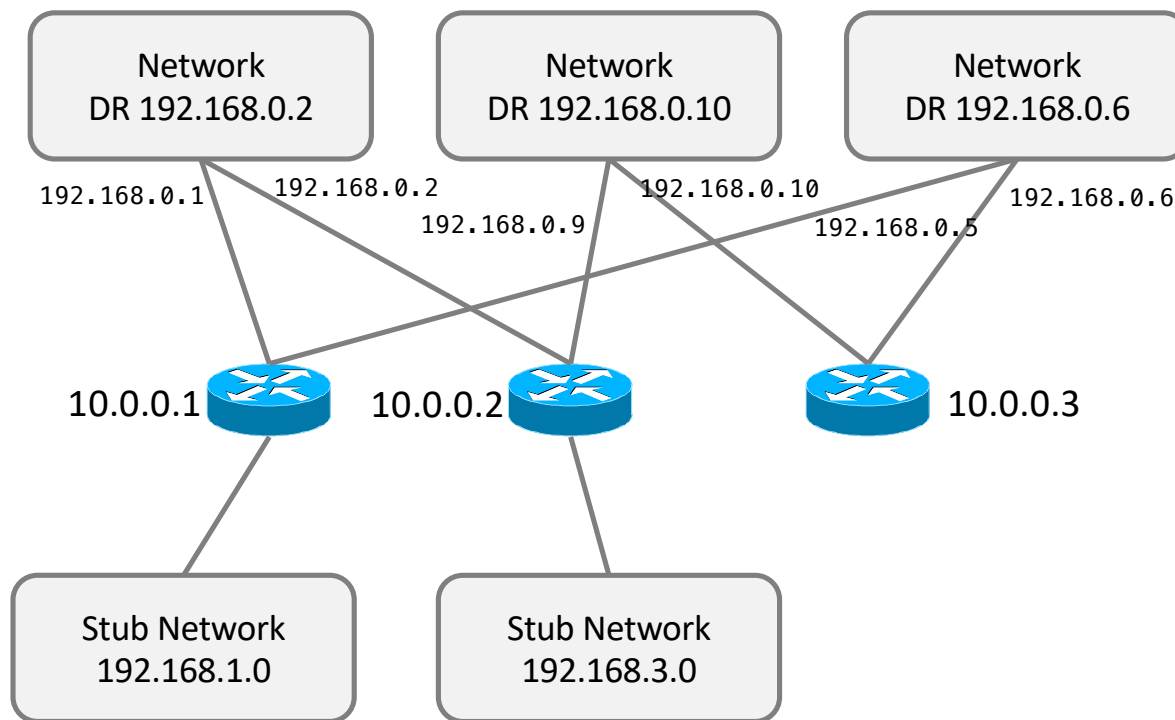 Network
DR 192.168.0.2
Network
DR 192.168.0.10
Network
DR 192.168.0.6
192.168.0.1
192.168.0.2
192.168.0.9
192.168.0.10
192.168.0.5
192.168.0.6
10.0.0.1
10.0.0.2
10.0.0.3
Stub Network
192.168.1.0
Stub Network
192.168.3.0